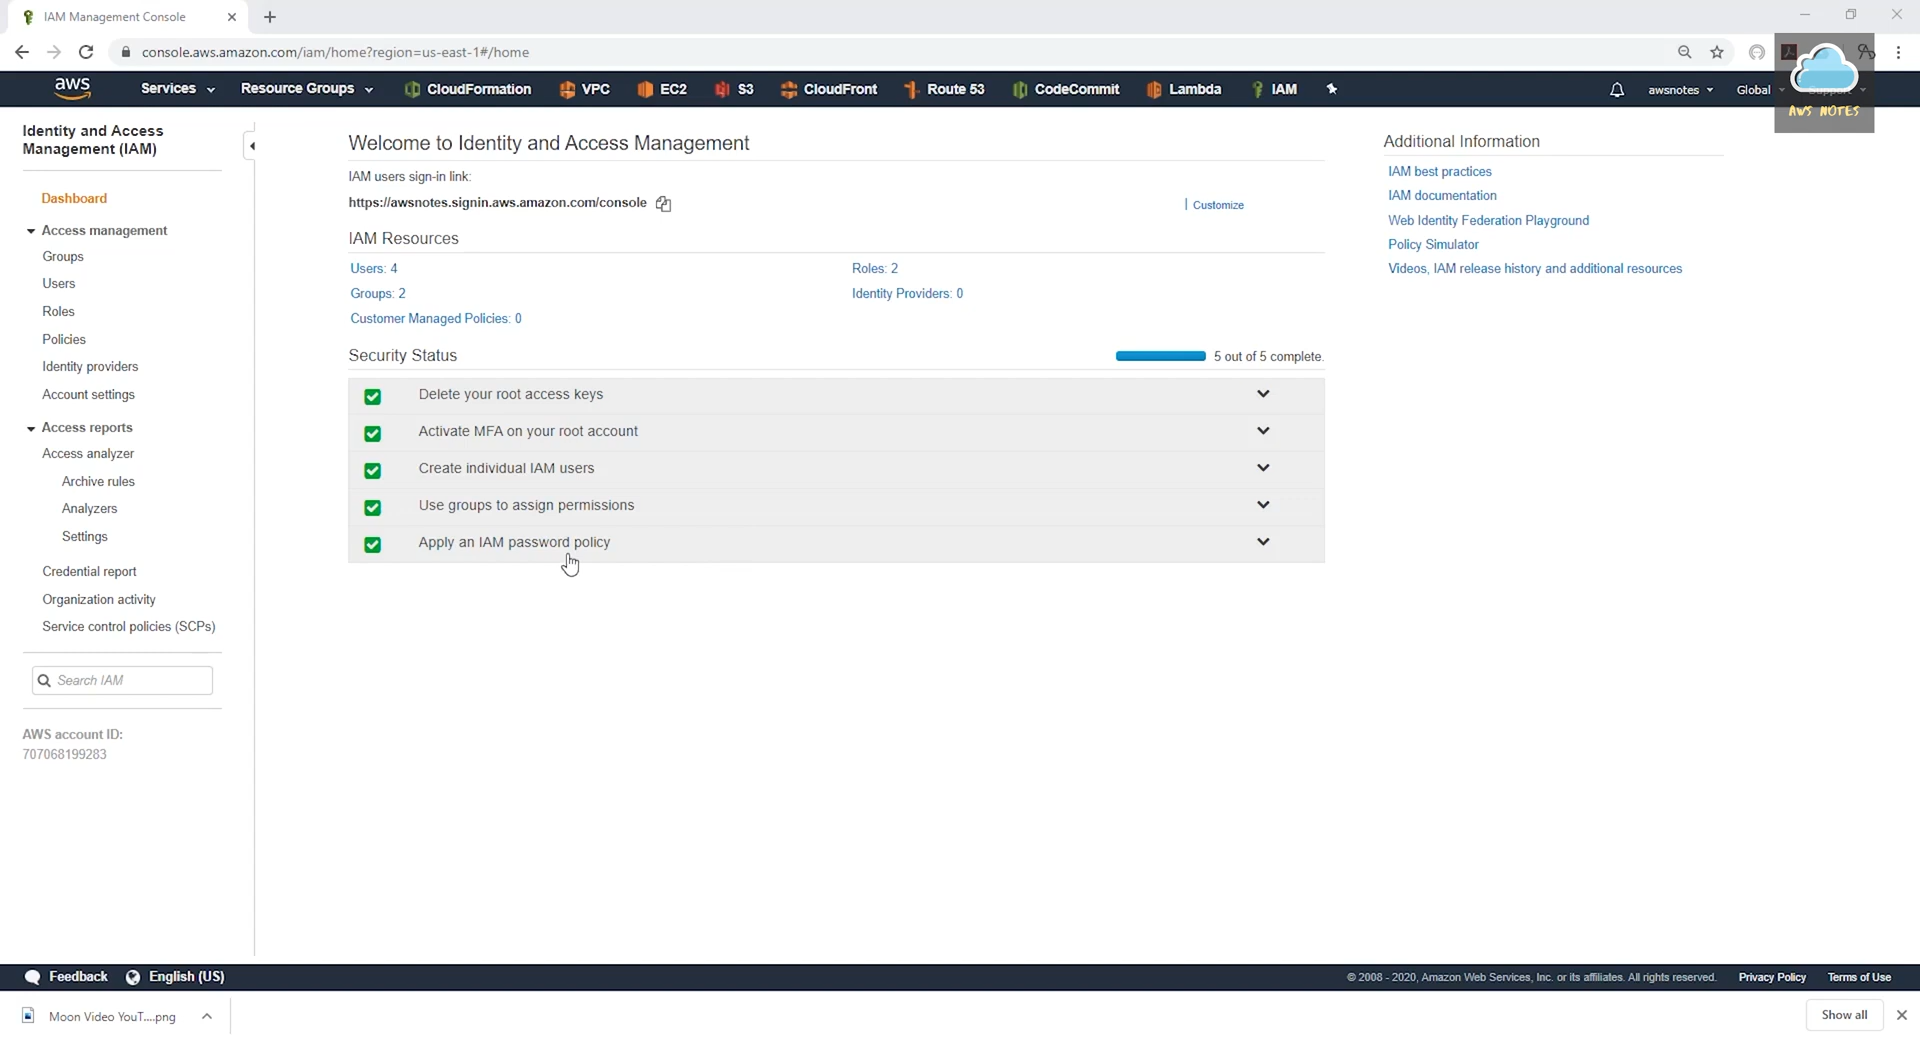 IAM Management Console
console.aws.amazon.com/iam/home?region=us-east-1#/home
aws
Services
Resource Groups
CloudFormation
VPC
EC2
S3
CloudFront
Route 53
CodeCommit
Lambda
IAM
awsnotes
Global
Support
AWS NOTES
Identity and Access
Management (IAM)
Dashboard
Access management
Groups
Users
Roles
Policies
Identity providers
Account settings
Access reports
Access analyzer
Archive rules
Analyzers
Settings
Credential report
Organization activity
Service control policies (SCPs)
Search IAM
AWS account ID:
707068199283
Welcome to Identity and Access Management
IAM users sign-in link:
https://awsnotes.signin.aws.amazon.com/console
| Customize
IAM Resources
Users: 4
Roles: 2
Groups: 2
Identity Providers: 0
Customer Managed Policies: 0
Security Status
5 out of 5 complete.
Delete your root access keys
Activate MFA on your root account
Create individual IAM users
Use groups to assign permissions
Apply an IAM password policy
Additional Information
IAM best practices
IAM documentation
Web Identity Federation Playground
Policy Simulator
Videos, IAM release history and additional resources
Feedback
English (US)
© 2008 - 2020, Amazon Web Services, Inc. or its affiliates. All rights reserved.
Privacy Policy
Terms of Use
Moon Video YouT....png
Show all